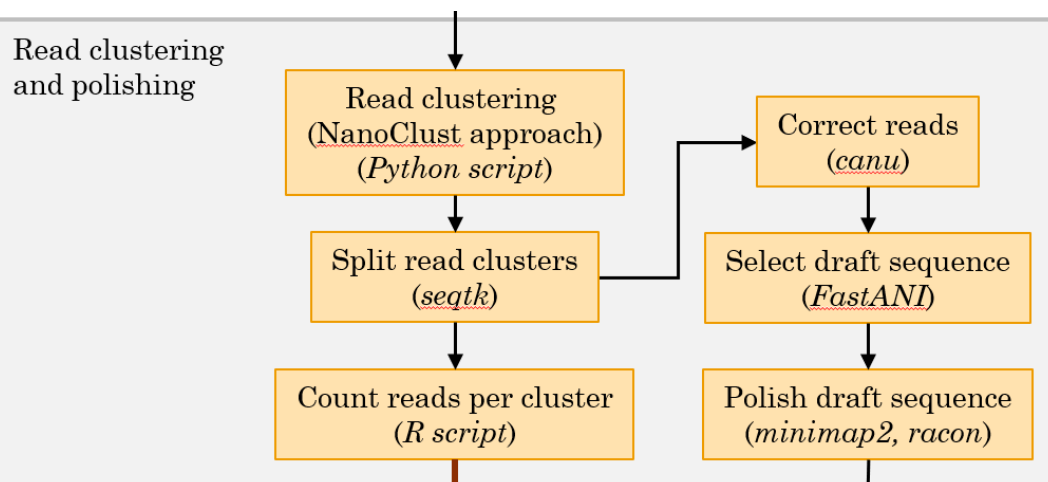 Read clustering
and polishing
Read clustering
(NanoClust approach)
(Python script)
Split read clusters
(seqtk)
Count reads per cluster
(R script)
Correct reads
(canu)
Select draft sequence
(FastANI)
Polish draft sequence
(minimap2, racon)